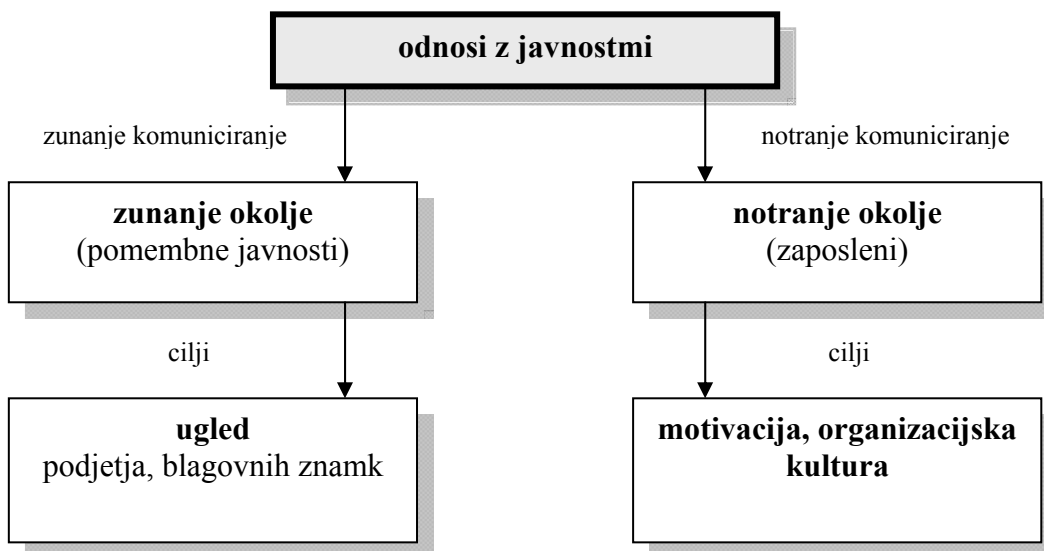 odnosi z javnostmi
zunanje komuniciranje
notranje komuniciranje
zunanje okolje
(pomembne javnosti)
notranje okolje
(zaposleni)
cilji
cilji
ugled
podjetja, blagovnih znamk
motivacija, organizacijska
kultura